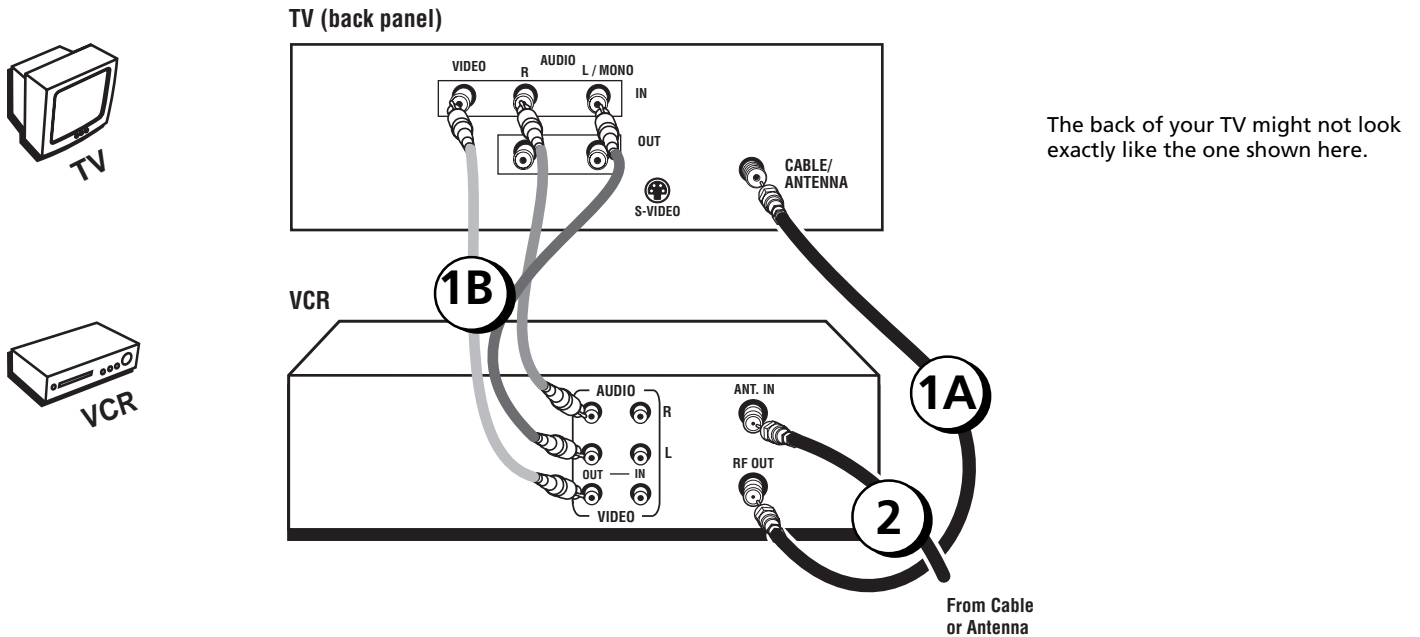 TV (back panel)
TV
VIDEO
AUDIO
R
L / MONO
IN
OUT
S-VIDEO
CABLE/
ANTENNA
The back of your TV might not look
exactly like the one shown here.
1B
VCR
VCR
1A
AUDIO
R
L
OUT
IN
VIDEO
ANT. IN
RF OUT
2
From Cable
or Antenna